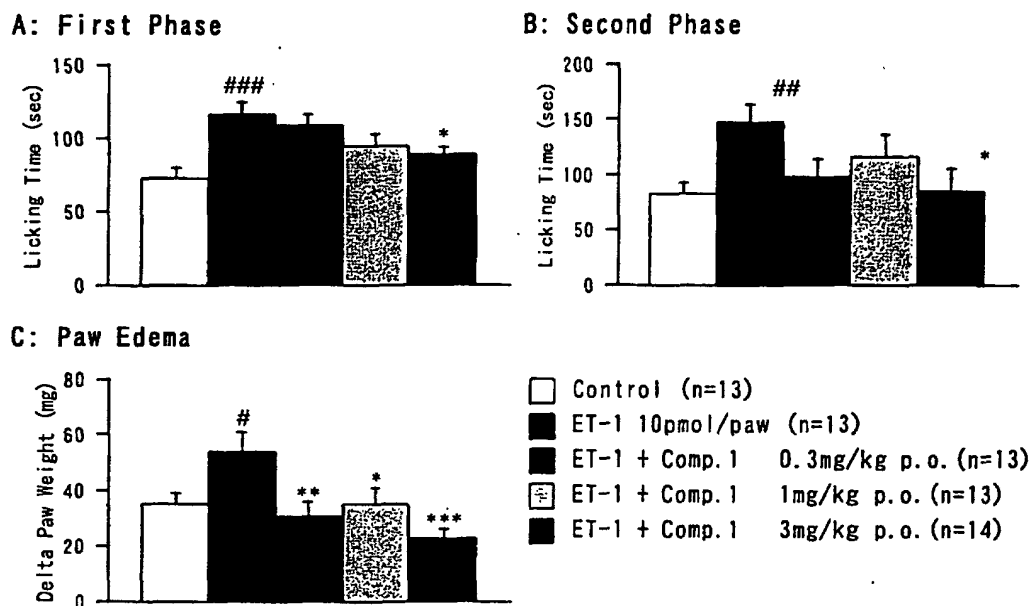 A: First Phase
Licking Time (sec)
150
100
50
0
###
*
B: Second Phase
Licking Time (sec)
200
150
100
50
0
##
*
C: Paw Edema
Delta Paw Weight (mg)
80
60
40
20
0
#
**
*
***
Control (n=13)
ET-1 10pmol/paw (n=13)
ET-1 + Comp.1 0.3mg/kg p.o.(n=13)
ET-1 + Comp.1 1mg/kg p.o.(n=13)
ET-1 + Comp.1 3mg/kg p.o.(n=14)